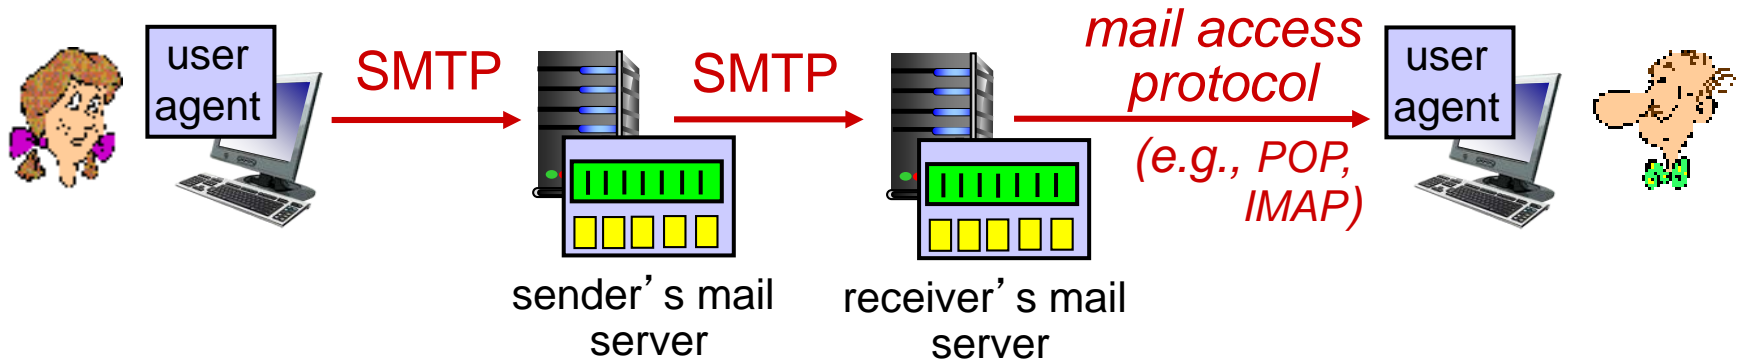 user
agent
SMTP
SMTP
mail access
protocol
(e.g., POP,
IMAP)
user
agent
sender’s mail
server
receiver’s mail
server